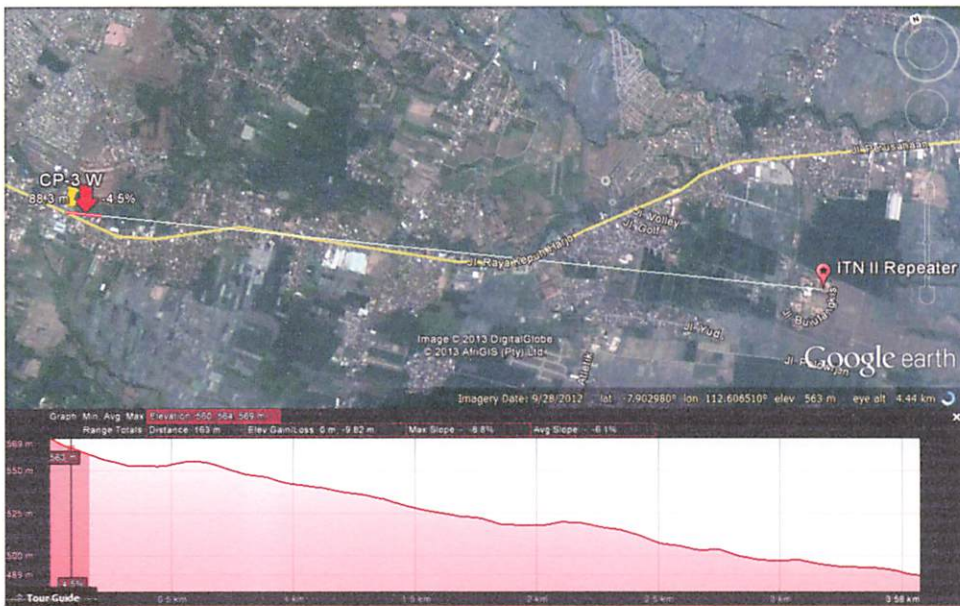 N
Jl. Perusahaan
CP-3 W
88.3 m -4.5%
Jl. Volley
Jl. Golf
Jl. Raya
ITN II Repeater
Image © 2013 DigitalGlobe
© 2013 AfriGIS (Pty) Ltd.
Google earth
Imagery Date: 9/28/2012 lat -7.902980° lon 112.606510° elev 563 m eye alt 4.44 km
Graph: Min, Avg, Max Elevation: 560, 564, 569 m
Range Totals: Distance: 163 m Elev Gain/Loss: 0 m, -9.82 m Max Slope: -8.8% Avg Slope: -6.1%
569 m
563 m
550 m
525 m
500 m
489 m
-4.5%
Tour Guide
0.5 km 1 km 1.5 km 2 km 2.5 km 3 km 3.58 km